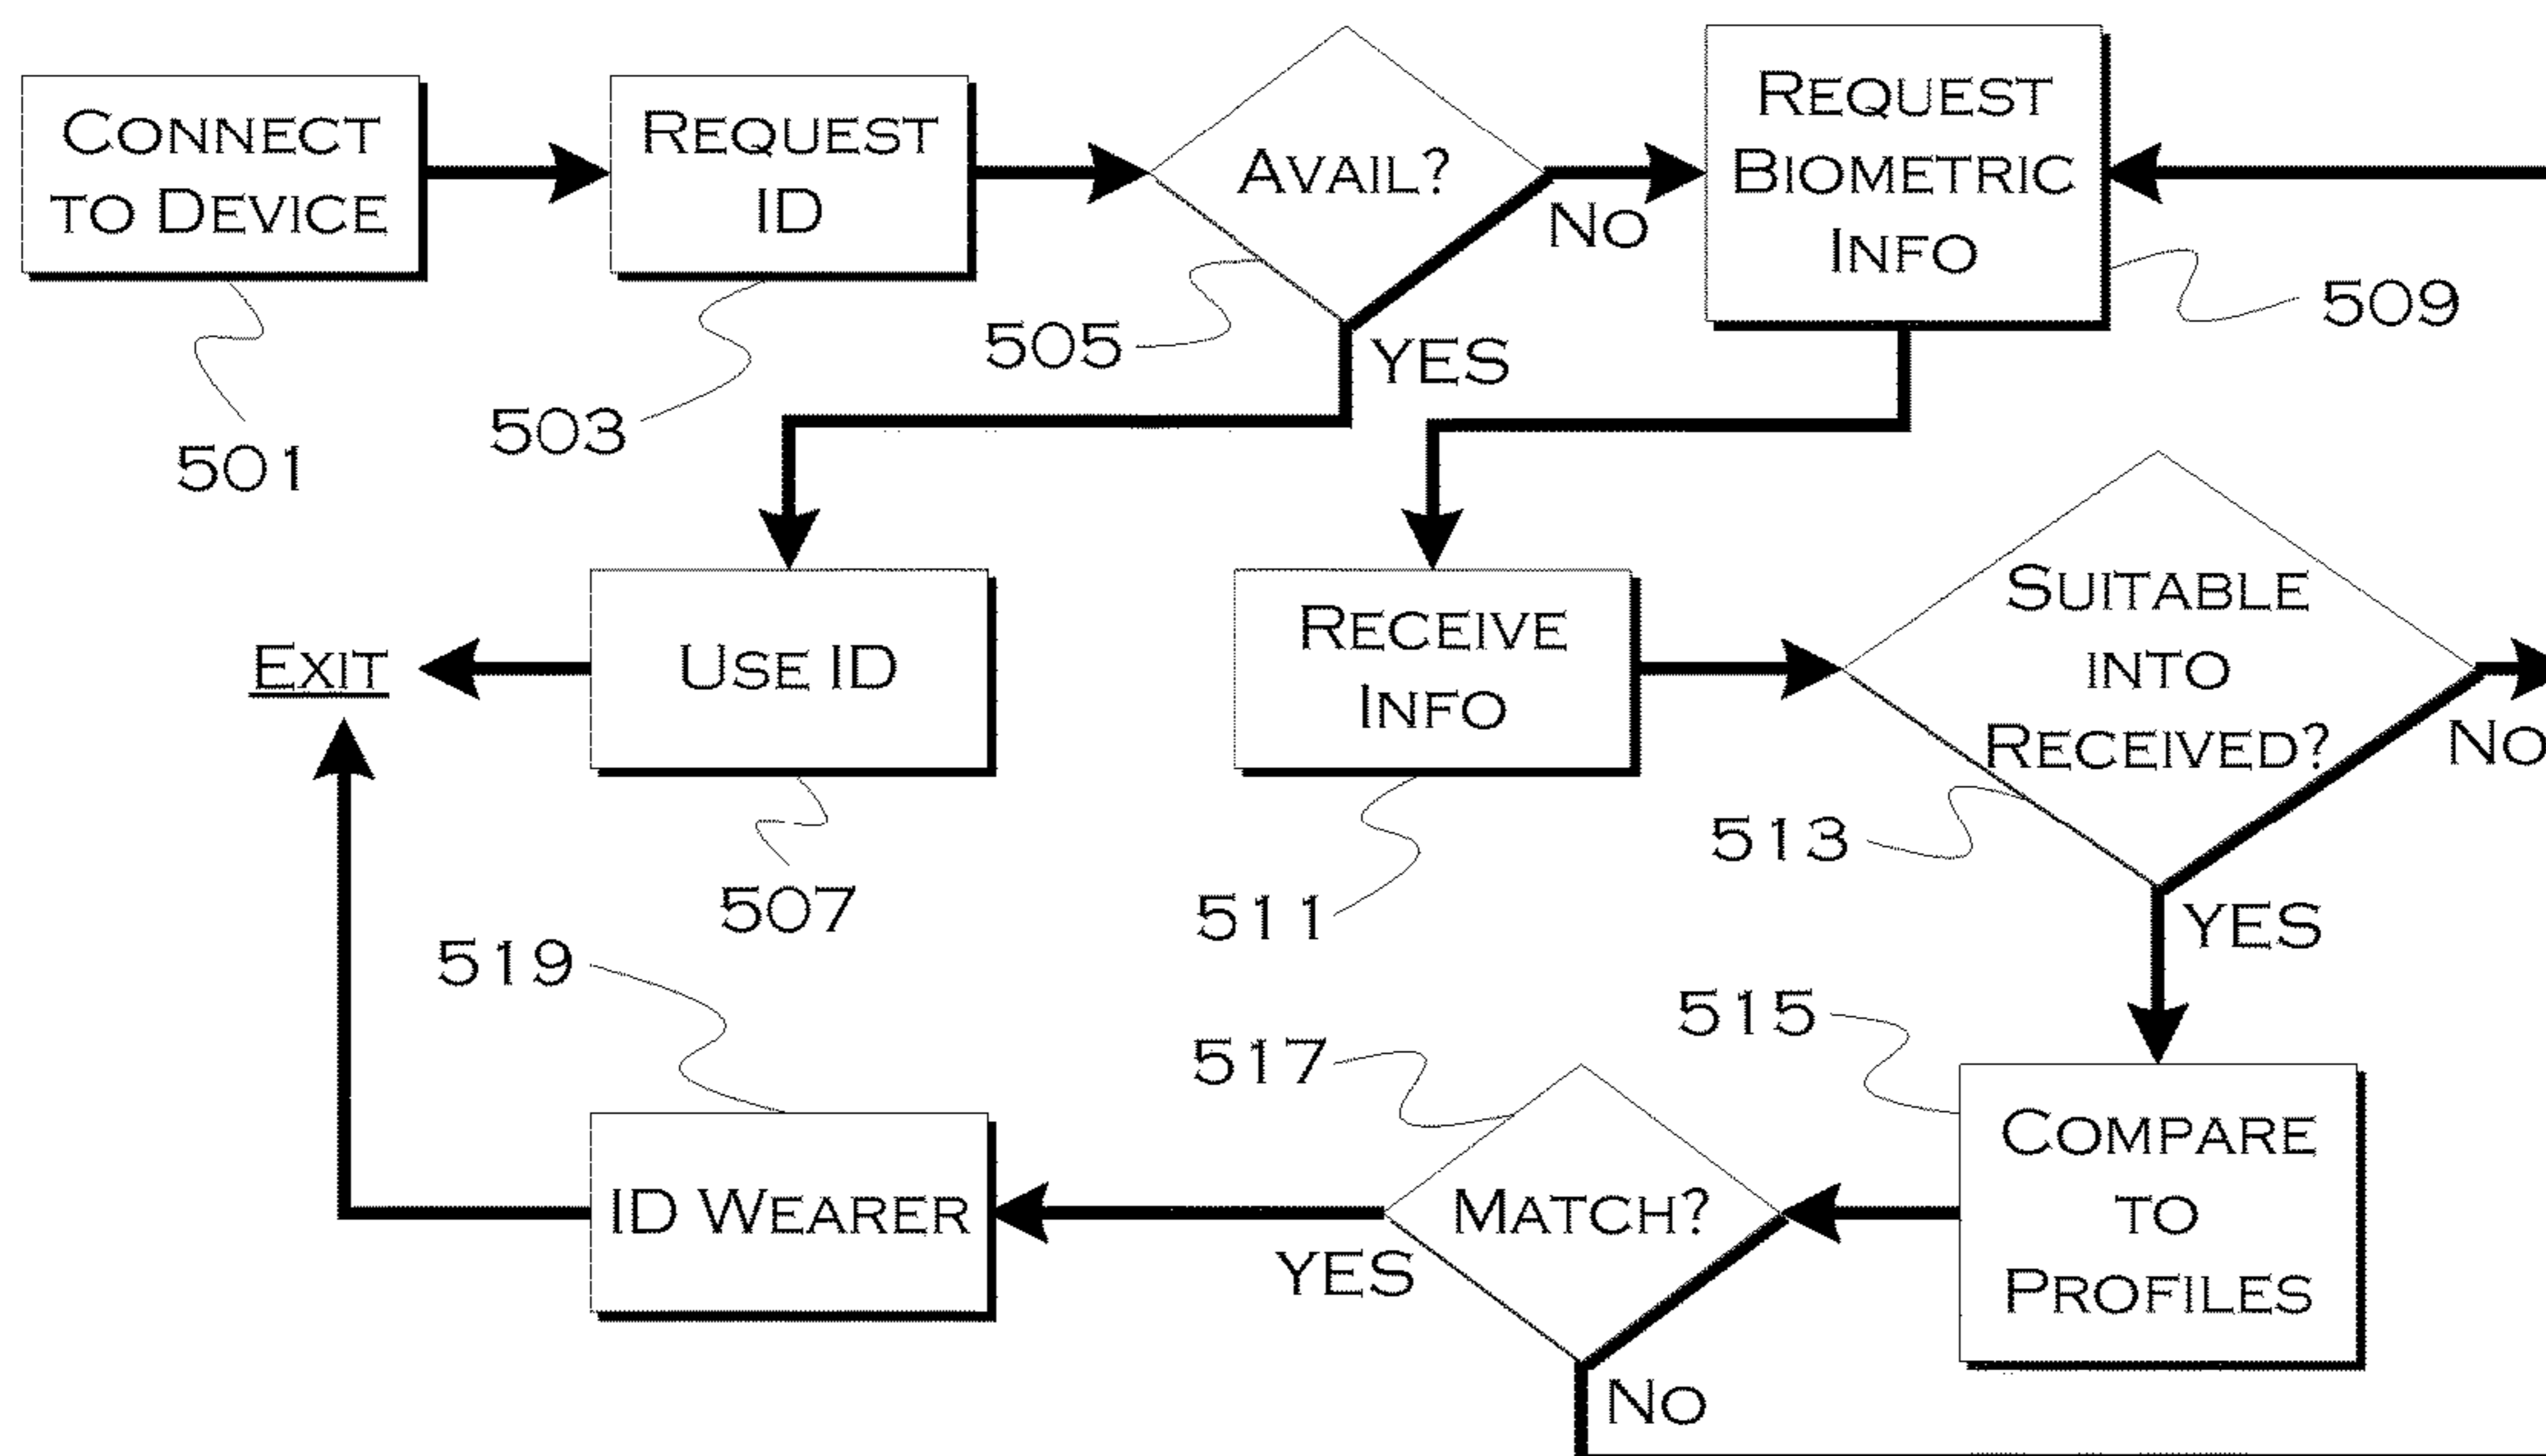 CONNECT
TO DEVICE
REQUEST
ID
AVAIL?
NO
REQUEST
BIOMETRIC
INFO
YES
501
503
505
509
EXIT
USE ID
RECEIVE
INFO
SUITABLE
INTO
RECEIVED?
NO
507
511
513
YES
519
517
515
ID WEARER
YES
MATCH?
NO
COMPARE
TO
PROFILES